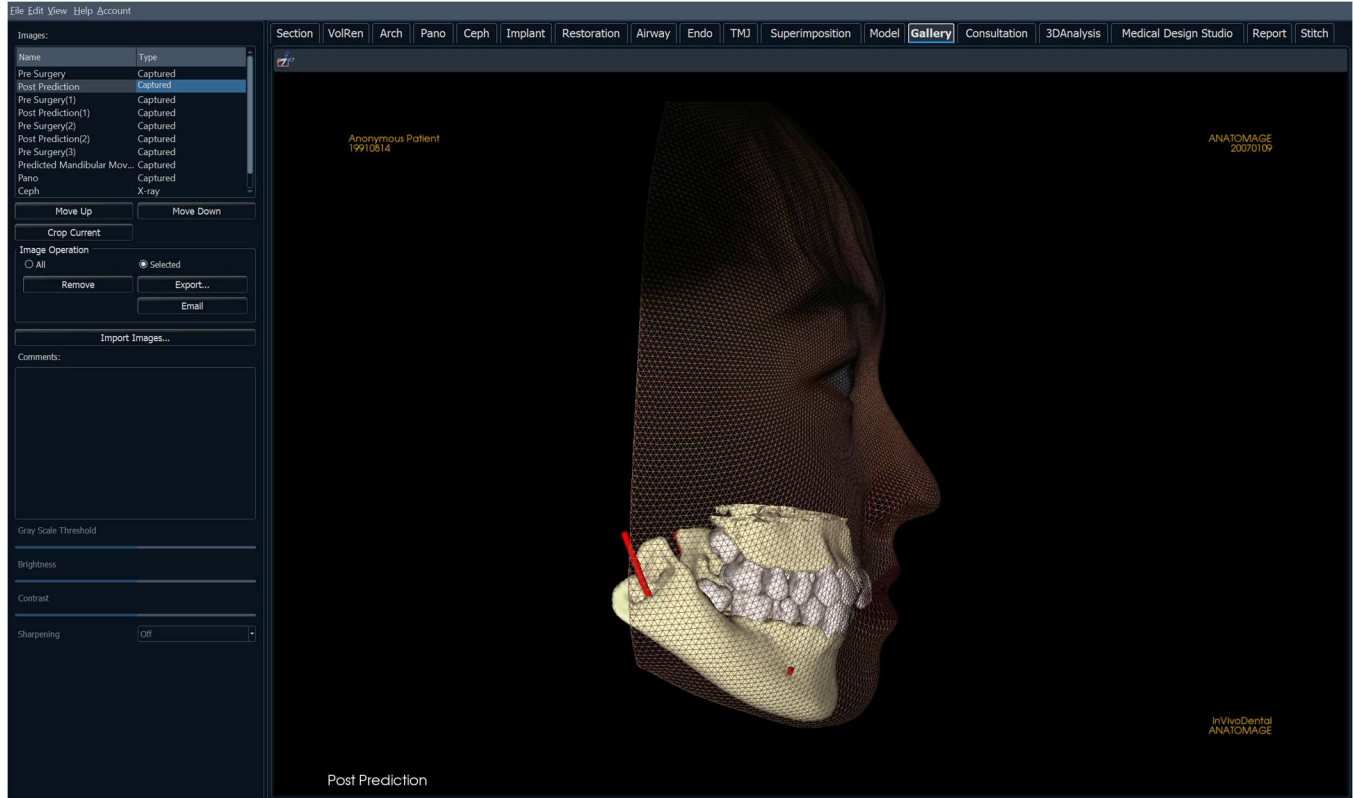 File Edit View Help Account
Images:
Name Type
Pre Surgery Captured
Post Prediction Captured
Pre Surgery(1) Captured
Post Prediction(1) Captured
Pre Surgery(2) Captured
Post Prediction(2) Captured
Pre Surgery(3) Captured
Predicted Mandibular Mov... Captured
Pano Captured
Ceph X-ray
Move Up Move Down
Crop Current
Image Operation
All Selected
Remove Export...
Email
Import Images...
Comments:
Gray Scale Threshold
Brightness
Contrast
Sharpening Off
Section VolRen Arch Pano Ceph Implant Restoration Airway Endo TMJ Superimposition Model Gallery Consultation 3DAnalysis Medical Design Studio Report Stitch
Anonymous Patient
19910814
ANATOMAGE
20070109
InVivoDental
ANATOMAGE
Post Prediction